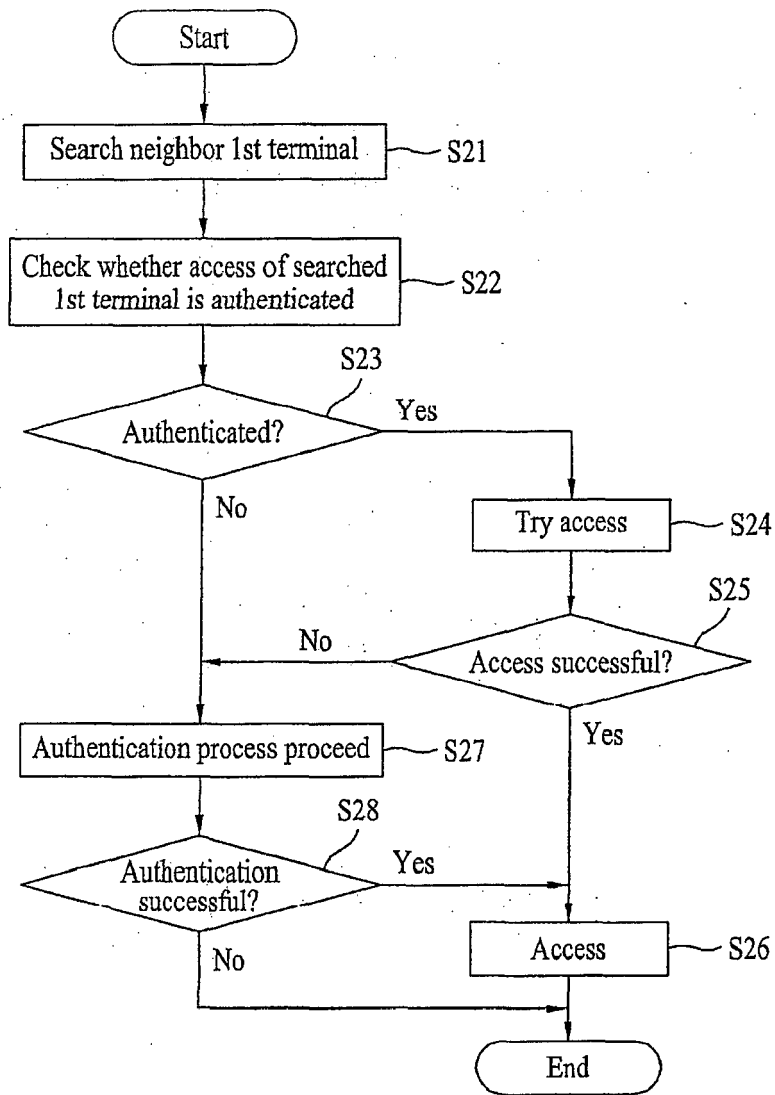 Start
Search neighbor 1st terminal
S21
Check whether access of searched
1st terminal is authenticated
S22
S23
Authenticated?
Yes
No
Try access
S24
S25
Access successful?
No
Yes
Authentication process proceed
S27
S28
Authentication
successful?
Yes
No
Access
S26
End